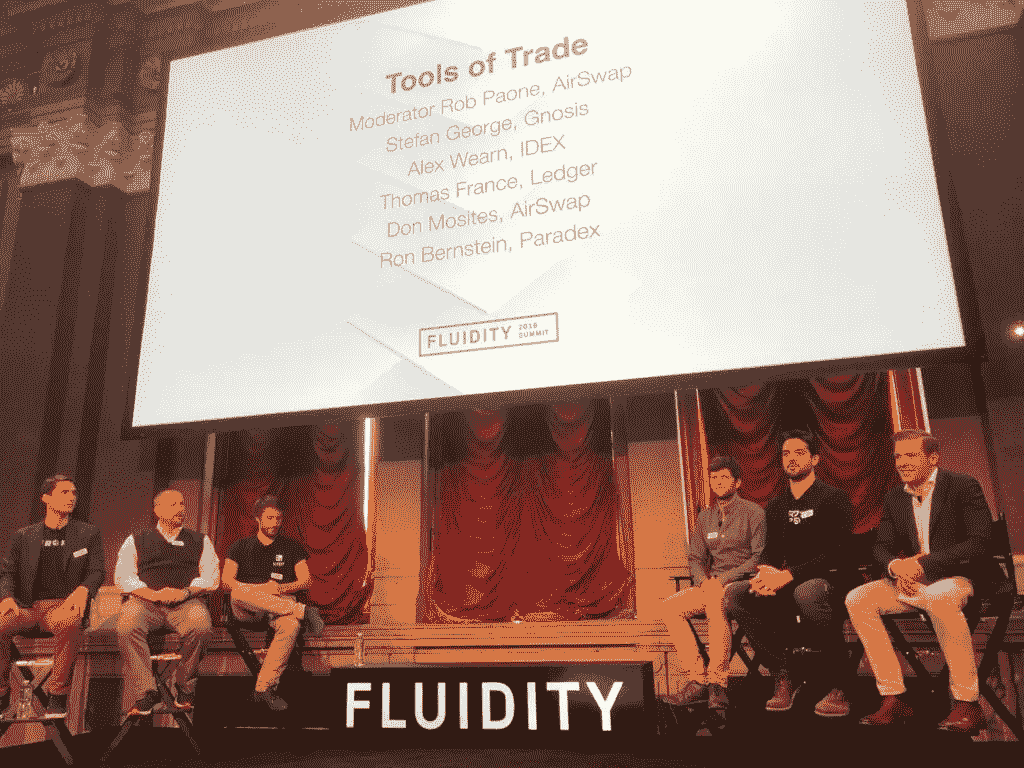 Tools of Trade
Moderator Rob Paone, AirSwap
Stefan George, Gnosis
Alex Wearn, IDEX
Thomas France, Ledger
Don Mosites, AirSwap
Ron Bernstein, Paradex
FLUIDITY 2018 SUMMIT
FLUIDITY